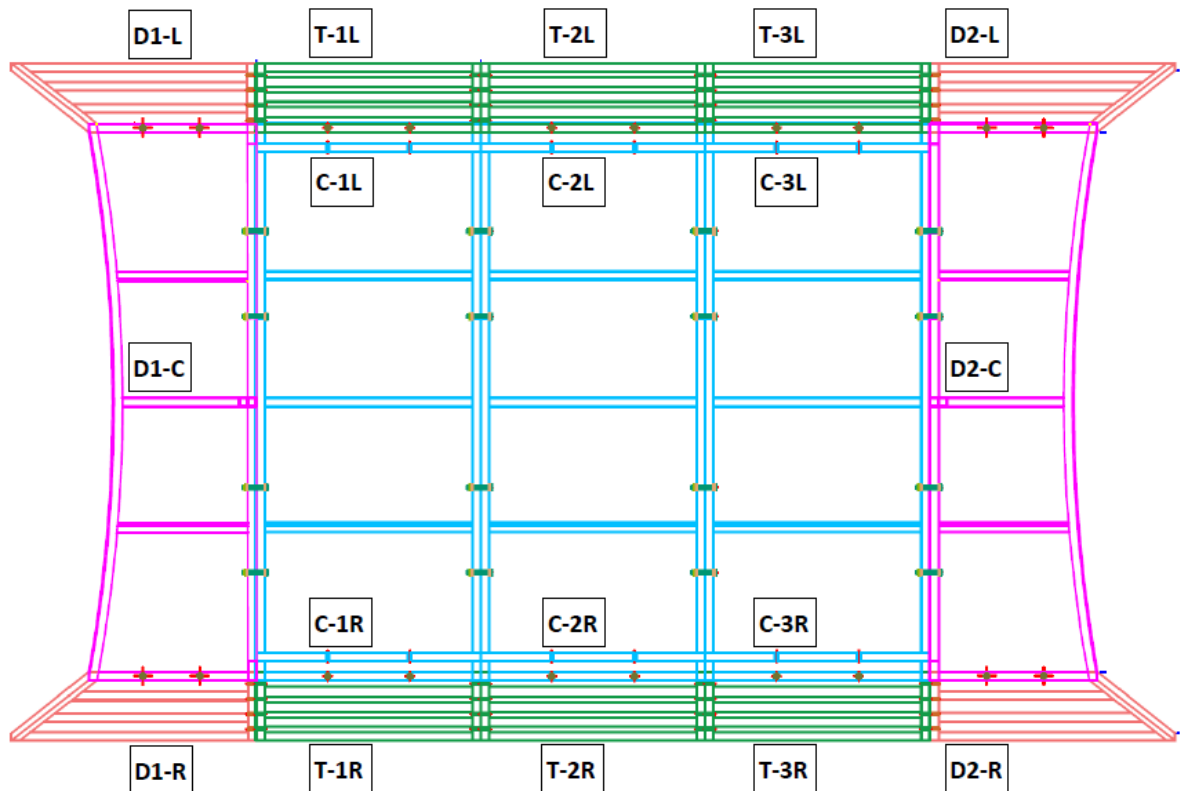 D1-L T-1L T-2L T-3L D2-L
C-1L C-2L C-3L
D1-C D2-C
C-1R C-2R C-3R
D1-R T-1R T-2R T-3R D2-R